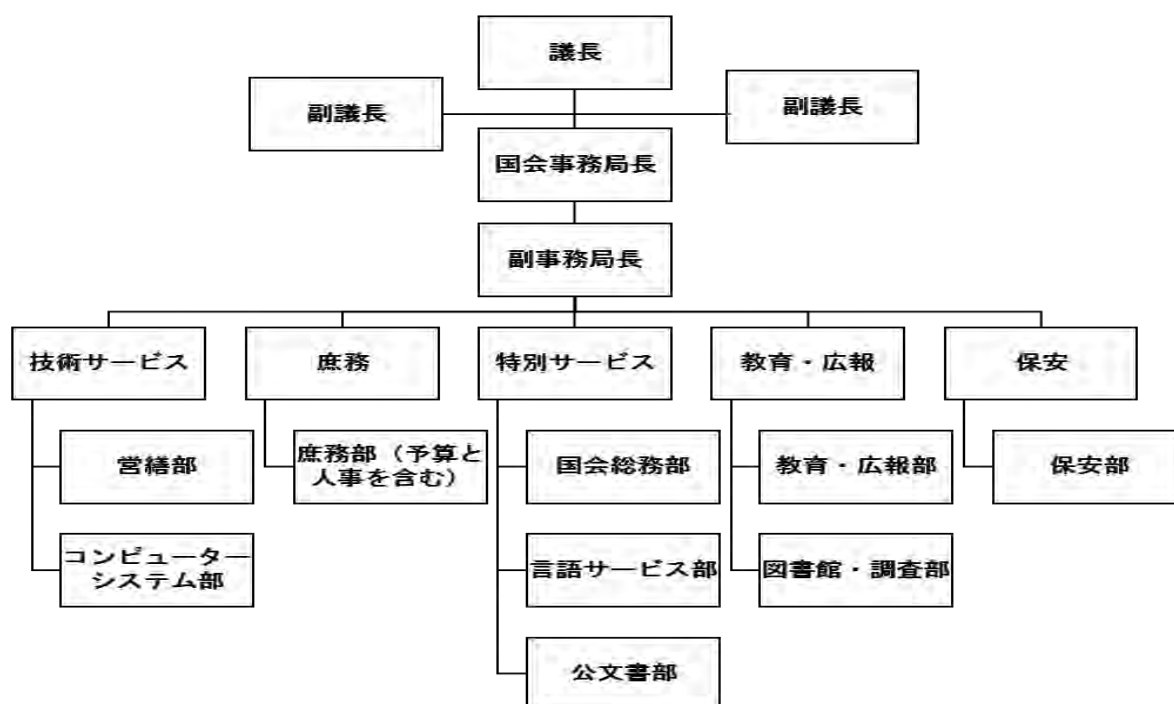 議長
副議長
副議長
国会事務局長
副事務局長
技術サービス
庶務
特別サービス
教育・広報
保安
営繕部
庶務部（予算と
人事を含む）
国会総務部
教育・広報部
保安部
コンピューター
システム部
言語サービス部
図書館・調査部
公文書部